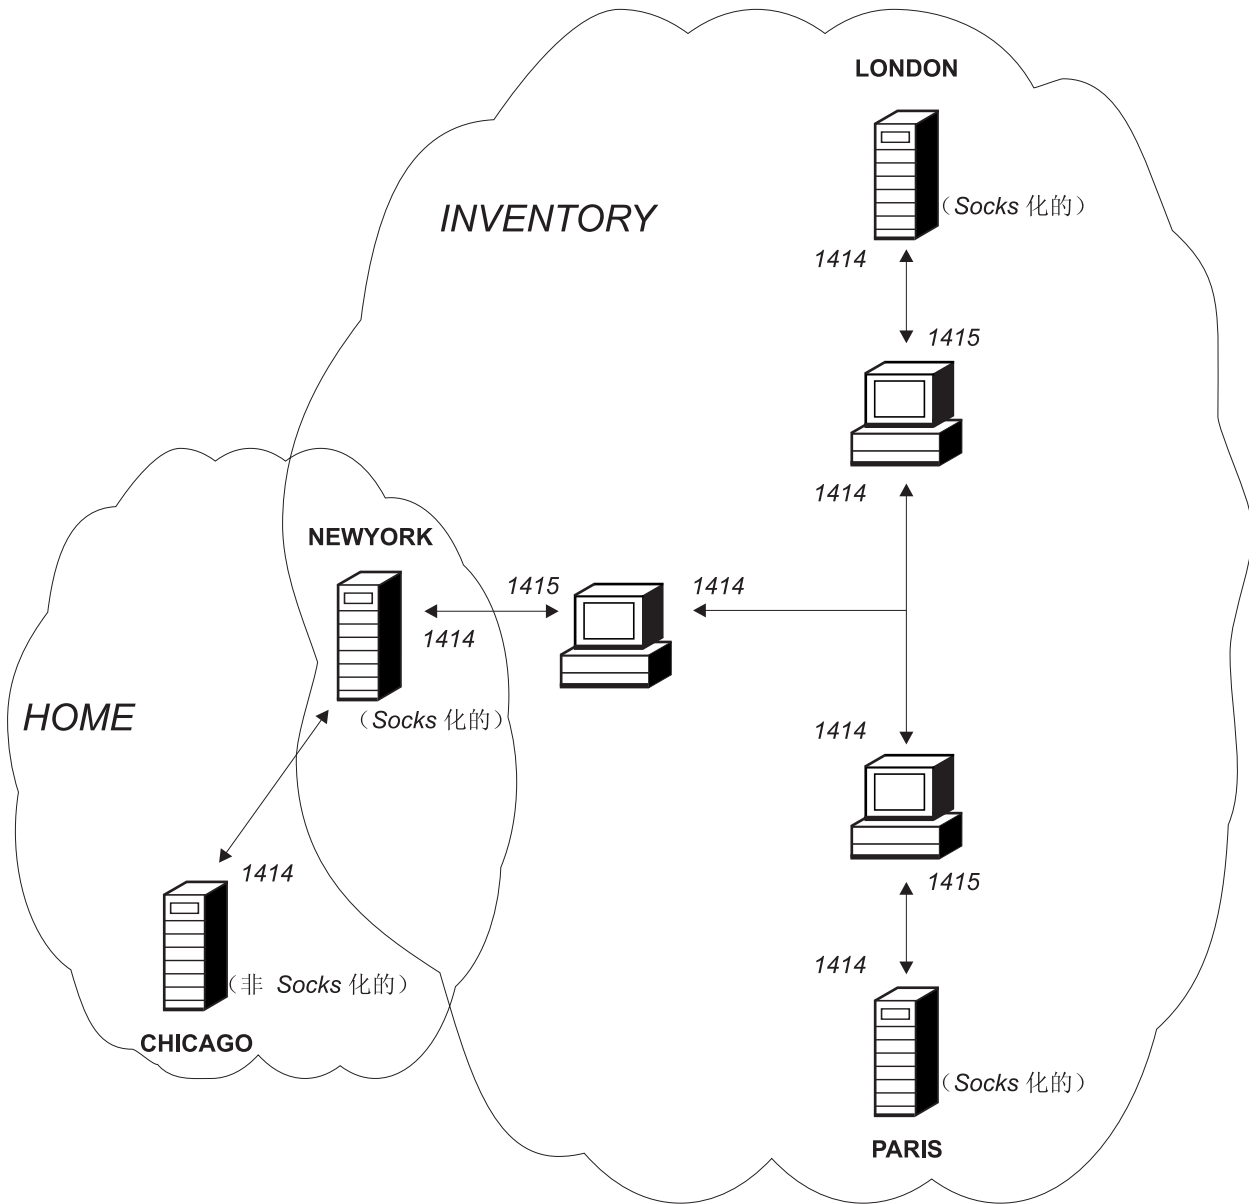 LONDON
INVENTORY
（Socks 化的）
1414
1415
1414
NEWYORK
1415
1414
1414
HOME
（Socks 化的）
1414
1414
1415
1414
（非 Socks 化的）
CHICAGO
（Socks 化的）
PARIS